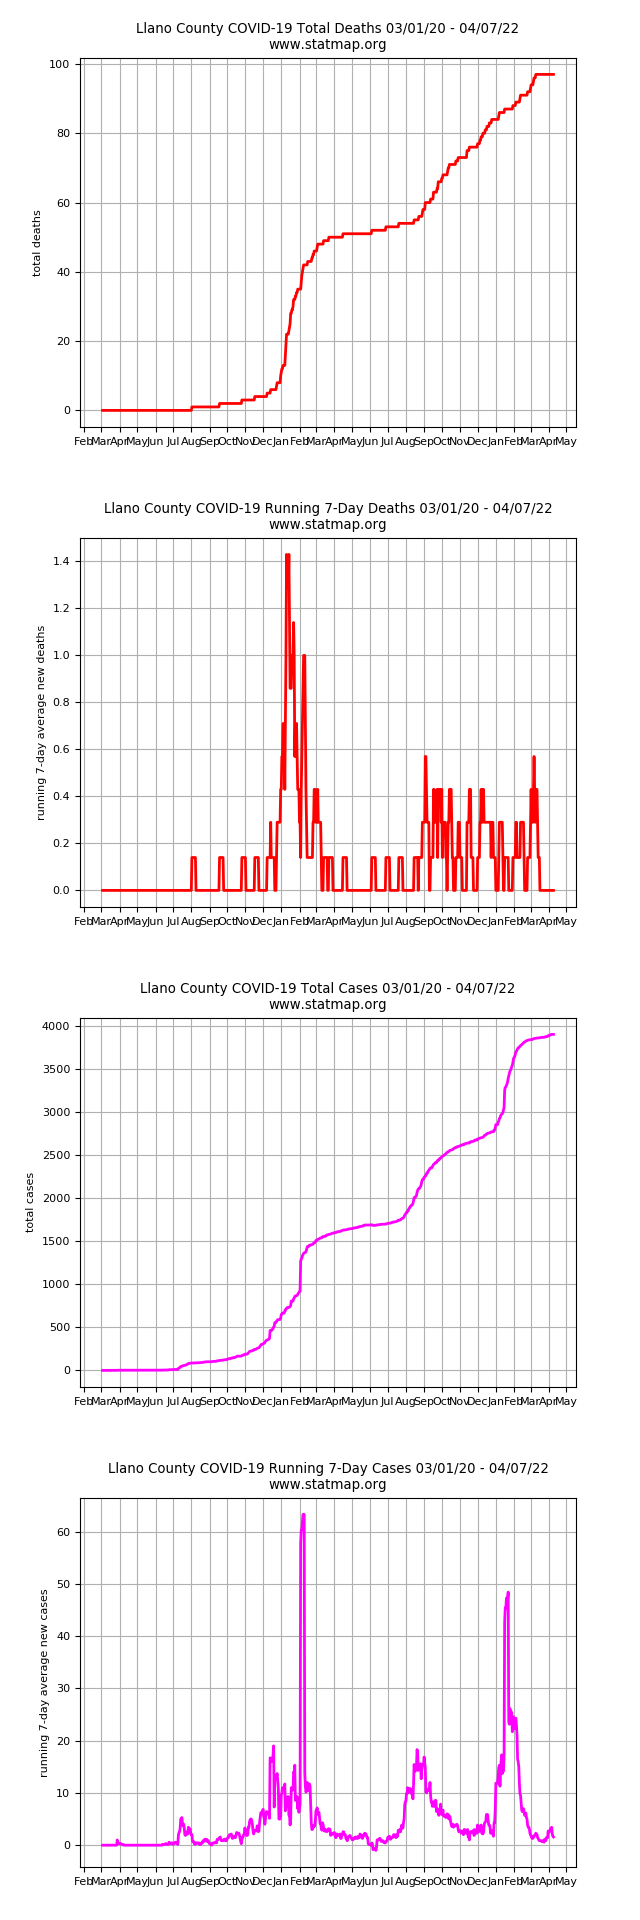 Llano County COVID-19 Total Deaths 03/01/20 - 04/07/22
www.statmap.org
100
80
60
40
20
0
total deaths
Feb Mar Apr May Jun Jul Aug Sep Oct Nov Dec Jan Feb Mar Apr May Jun Jul Aug Sep Oct Nov Dec Jan Feb Mar Apr May
Llano County COVID-19 Running 7-Day Deaths 03/01/20 - 04/07/22
www.statmap.org
1.4
1.2
1.0
0.8
0.6
0.4
0.2
0.0
running 7-day average new deaths
Feb Mar Apr May Jun Jul Aug Sep Oct Nov Dec Jan Feb Mar Apr May Jun Jul Aug Sep Oct Nov Dec Jan Feb Mar Apr May
Llano County COVID-19 Total Cases 03/01/20 - 04/07/22
www.statmap.org
4000
3500
3000
2500
2000
1500
1000
500
0
total cases
Feb Mar Apr May Jun Jul Aug Sep Oct Nov Dec Jan Feb Mar Apr May Jun Jul Aug Sep Oct Nov Dec Jan Feb Mar Apr May
Llano County COVID-19 Running 7-Day Cases 03/01/20 - 04/07/22
www.statmap.org
60
50
40
30
20
10
0
running 7-day average new cases
Feb Mar Apr May Jun Jul Aug Sep Oct Nov Dec Jan Feb Mar Apr May Jun Jul Aug Sep Oct Nov Dec Jan Feb Mar Apr May